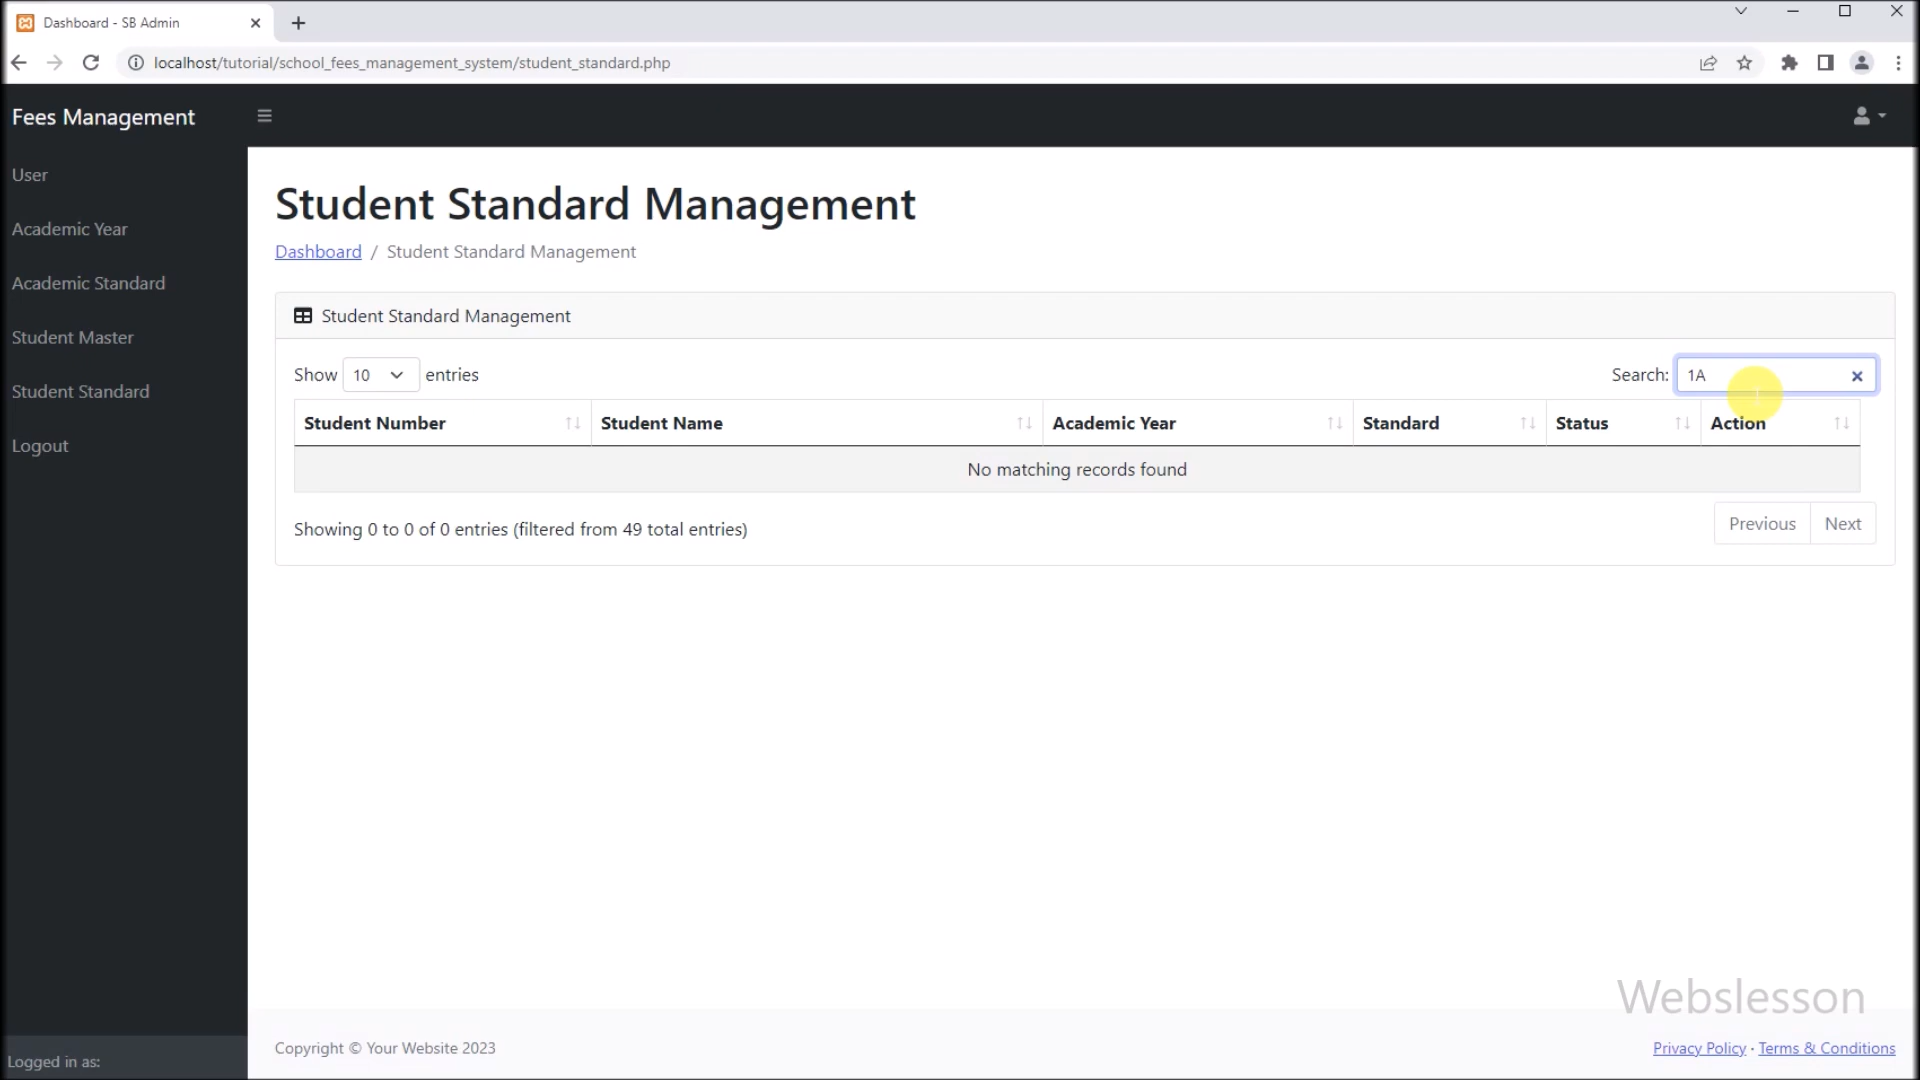 Dashboard - SB Admin
localhost/tutorial/school_fees_management_system/student_standard.php
Fees Management
User
Academic Year
Academic Standard
Student Master
Student Standard
Logout
Logged in as:
Student Standard Management
Dashboard / Student Standard Management
Student Standard Management
Show 10 entries
Search: 1A
Student Number Student Name Academic Year Standard Status Action
No matching records found
Showing 0 to 0 of 0 entries (filtered from 49 total entries)
Previous Next
Webslesson
Copyright © Your Website 2023
Privacy Policy · Terms & Conditions